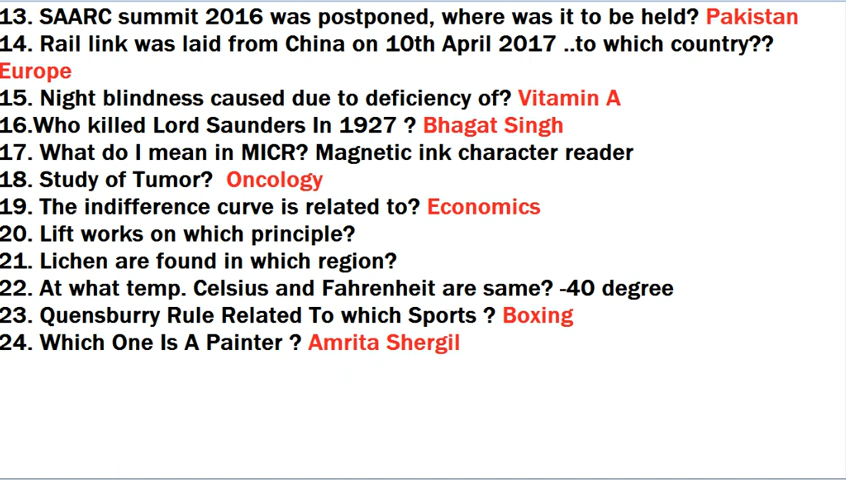 13. SAARC summit 2016 was postponed, where was it to be held? Pakistan
14. Rail link was laid from China on 10th April 2017 ..to which country??
Europe
15. Night blindness caused due to deficiency of? Vitamin A
16.Who killed Lord Saunders In 1927 ? Bhagat Singh
17. What do I mean in MICR? Magnetic ink character reader
18. Study of Tumor? Oncology
19. The indifference curve is related to? Economics
20. Lift works on which principle?
21. Lichen are found in which region?
22. At what temp. Celsius and Fahrenheit are same? -40 degree
23. Quensburry Rule Related To which Sports ? Boxing
24. Which One Is A Painter ? Amrita Shergil